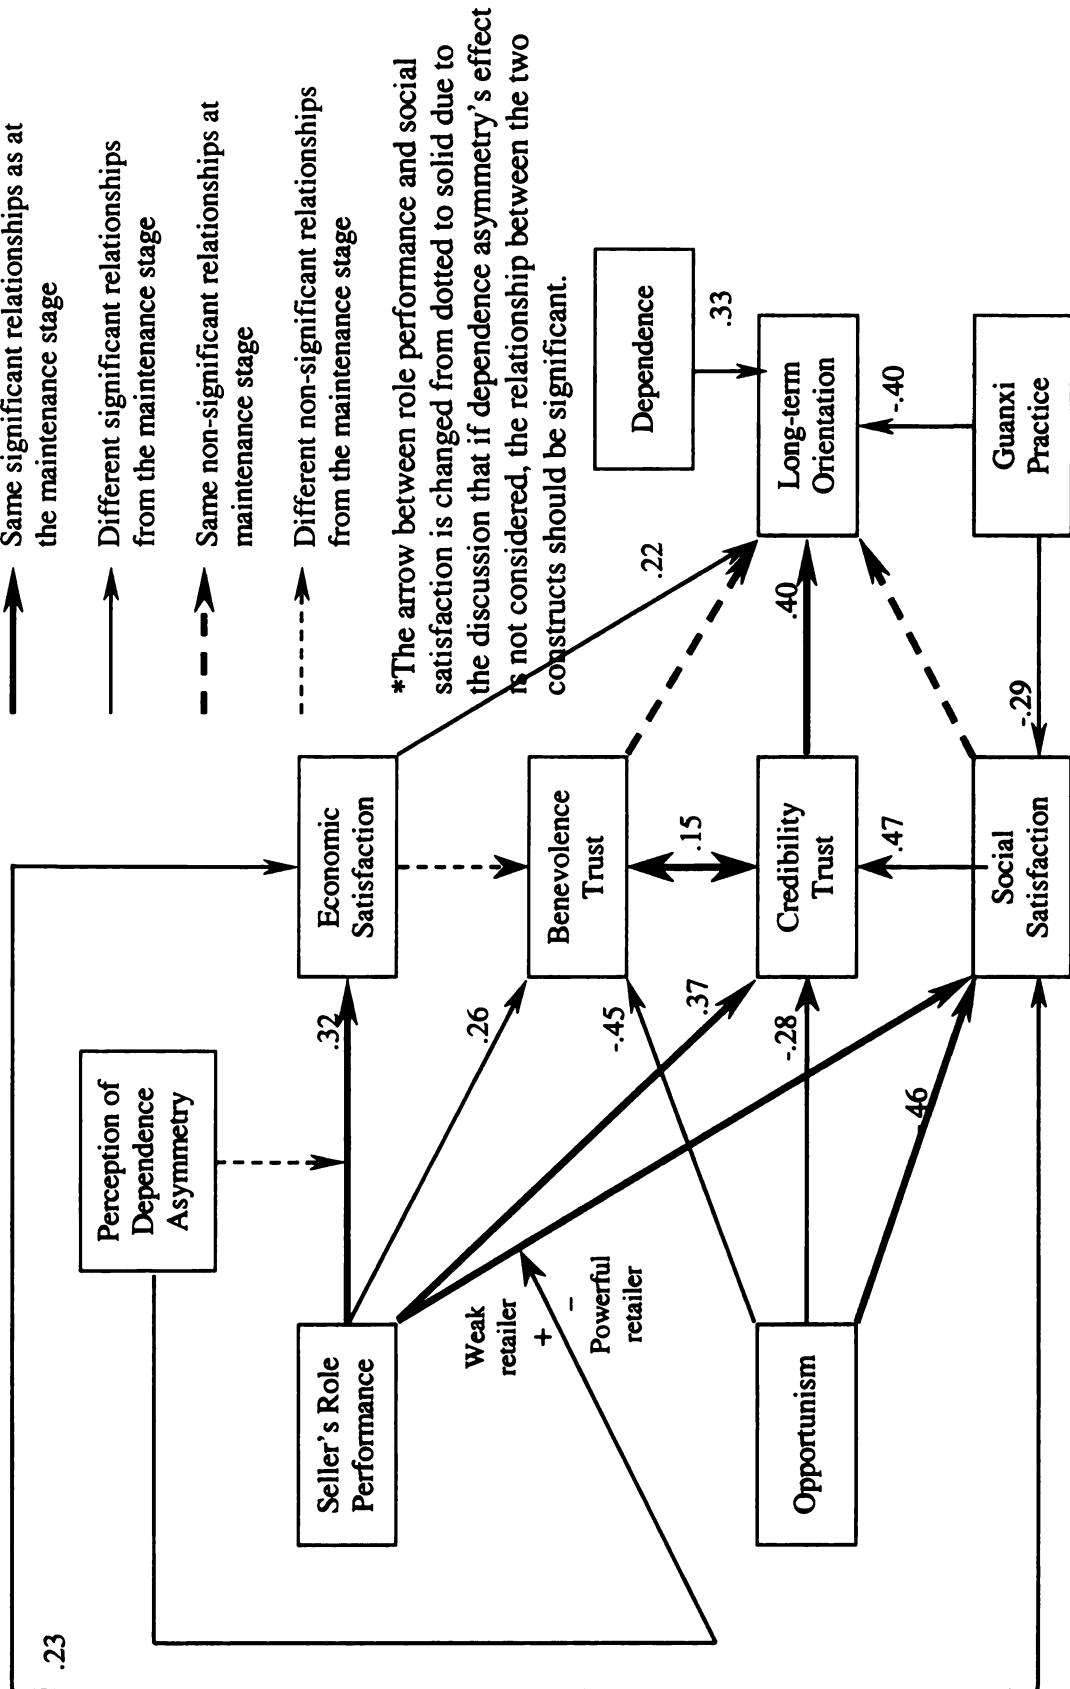 Same significant relationships as at
the maintenance stage
Different significant relationships
from the maintenance stage
Same non-significant relationships at
maintenance stage
Different non-significant relationships
from the maintenance stage
*The arrow between role performance and social
satisfaction is changed from dotted to solid due to
the discussion that if dependence asymmetry's effect
is not considered, the relationship between the two
constructs should be significant.
.23
Perception of
Dependence
Asymmetry
Seller's Role
Performance
Weak
retailer
+
-
Powerful
retailer
Opportunism
.32
.26
-.45
.37
-.28
.46
Economic
Satisfaction
Benevolence
Trust
.15
Credibility
Trust
.47
Social
Satisfaction
.22
.40
-.29
Dependence
.33
Long-term
Orientation
-.40
Guanxi
Practice